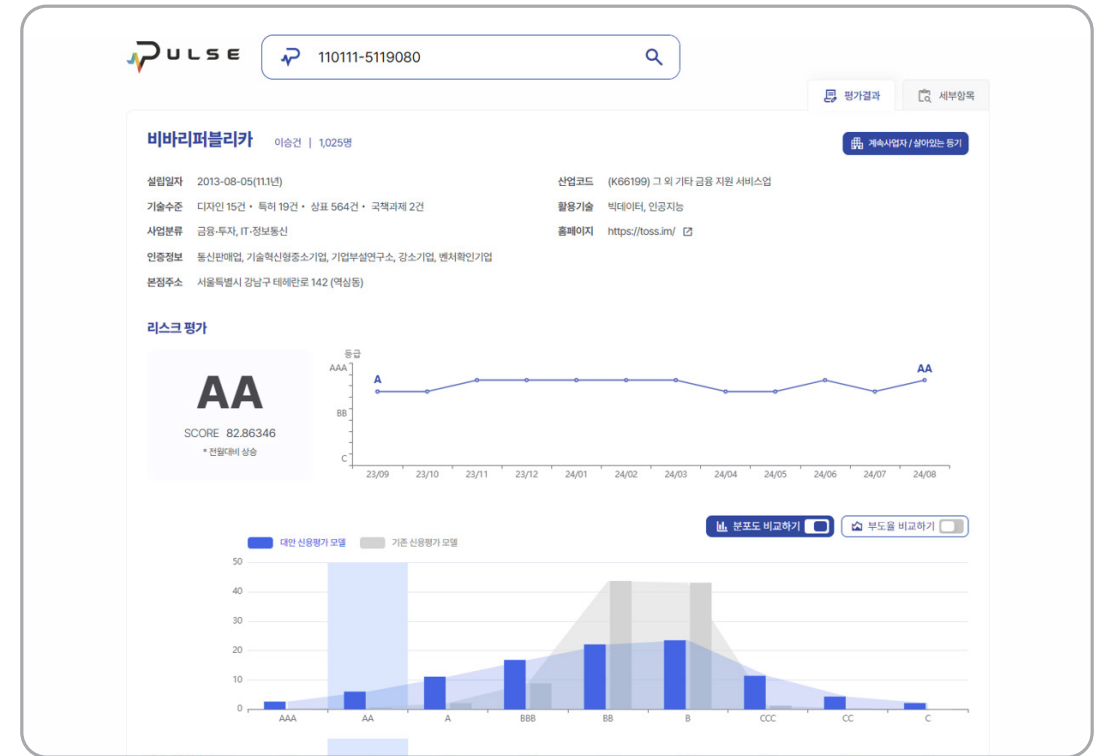 PULSE
110111-5119080
평가결과
세부항목
비바리퍼블리카 이승건 | 1,025명
계속사업자 / 살아있는 등기
설립일자 2013-08-05(11.1년)
산업코드 (K66199) 그 외 기타 금융 지원 서비스업
기술수준 디자인 15건 • 특허 19건 • 상표 564건 • 국책과제 2건
활용기술 빅데이터, 인공지능
사업분류 금융·투자, IT·정보통신
홈페이지 https://toss.im/
인증정보 통신판매업, 기술혁신형중소기업, 기업부설연구소, 강소기업, 벤처확인기업
본점주소 서울특별시 강남구 테헤란로 142 (역삼동)
리스크 평가
AA
SCORE 82.86346
* 전월대비 상승
등급
AAA
BB
C
A
AA
23/09 23/10 23/11 23/12 24/01 24/02 24/03 24/04 24/05 24/06 24/07 24/08
분포도 비교하기
부도율 비교하기
대안 신용평가 모델 기존 신용평가 모델
50
40
30
20
10
0
AAA AA A BBB BB B CCC CC C